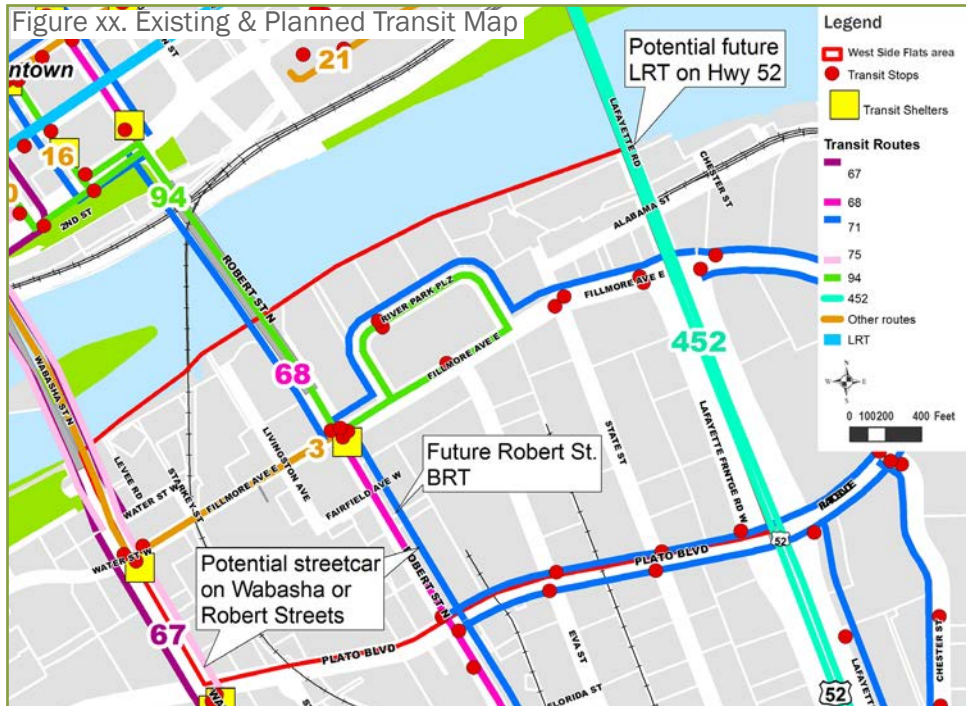 Figure xx. Existing & Planned Transit Map
ntown
21
16
94
2ND ST
ROBERT ST N
68
Potential future
LRT on Hwy 52
LAFAYETTE RD
CHESTER ST
ALABAMA ST
RIVER PARK PLZ
FILLMORE AVE E
FILLMORE AVE E
452
WABASHA ST N
LEVEE RD
WATER ST W
STARKEY ST
LIVINGSTON AVE
FILLMORE AVE E
3
FAIRFIELD AVE W
Future Robert St.
BRT
STATE ST
LAFAYETTE FRNTGE RD W
WATER ST W
Potential streetcar
on Wabasha or
Robert Streets
67
OBERT ST N
PLATO BLVD
PLATO BLVD
52
EVA ST
FLORIDA ST
LAFAYET
CHESTER ST
52
WA
Legend
West Side Flats area
Transit Stops
Transit Shelters
Transit Routes
67
68
71
75
94
452
Other routes
LRT
N
W
E
S
0 100200 400 Feet